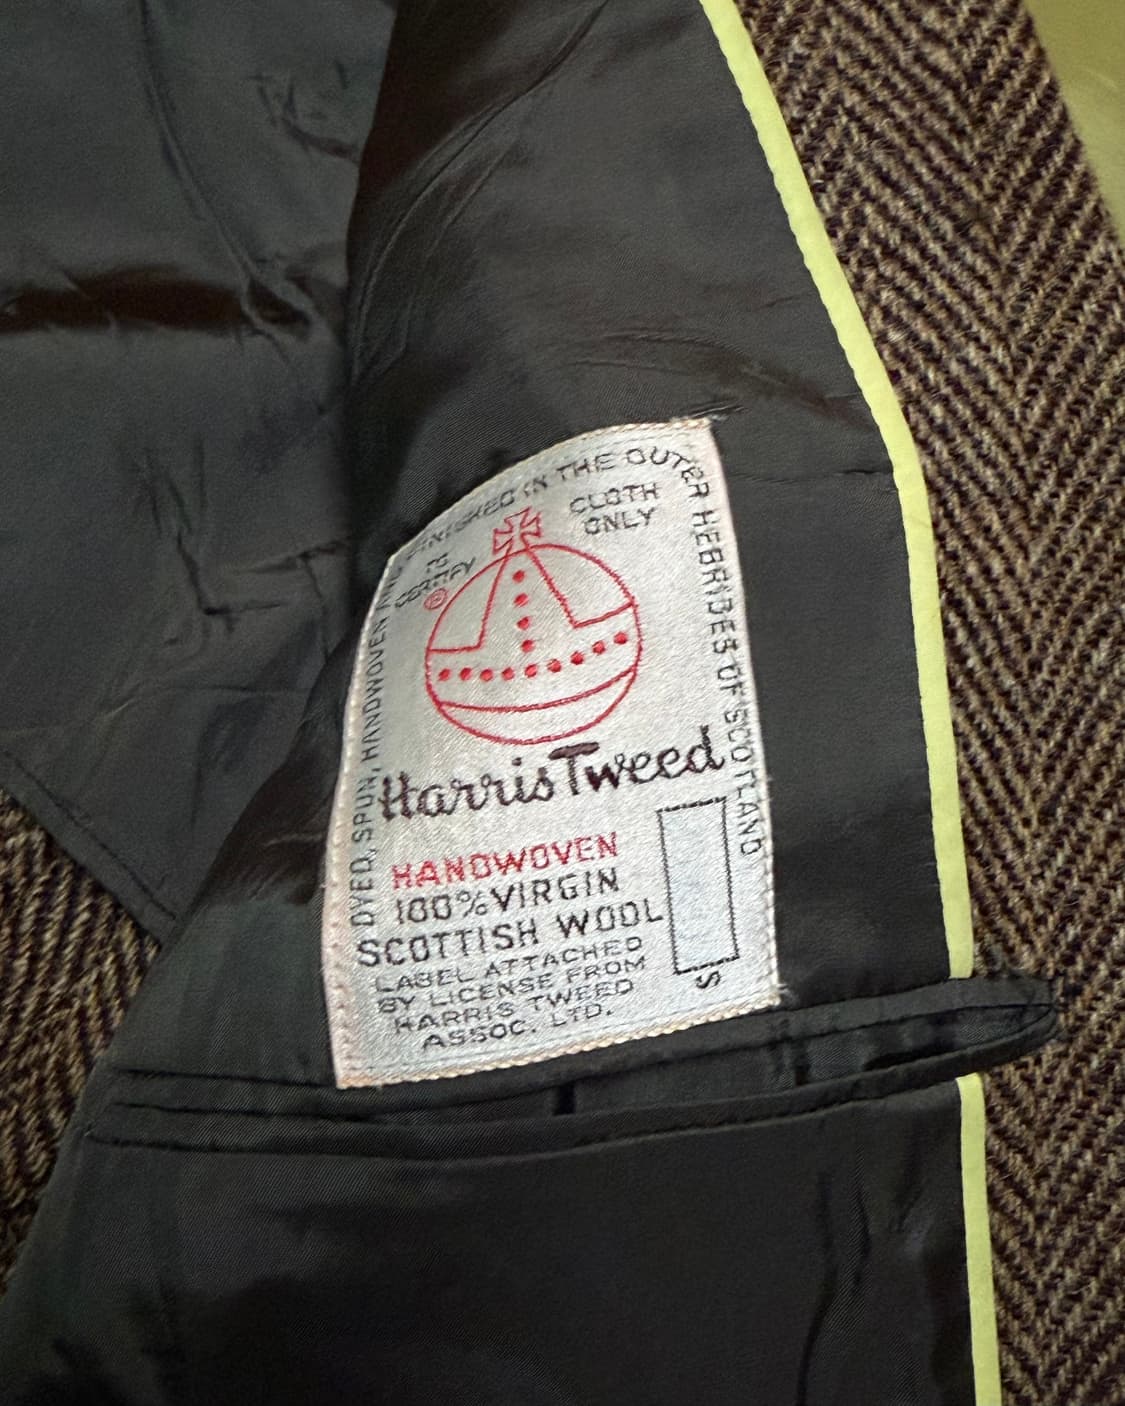 DYED, SPUN, HANDWOVEN AND FINISHED IN THE OUTER HEBRIDES OF SCOTLAND
CLOTH
ONLY
CERTIFY
®
Harris Tweed
HANDWOVEN
100% VIRGIN
SCOTTISH WOOL
LABEL ATTACHED
BY LICENSE FROM
HARRIS TWEED
ASSOC. LTD.
S